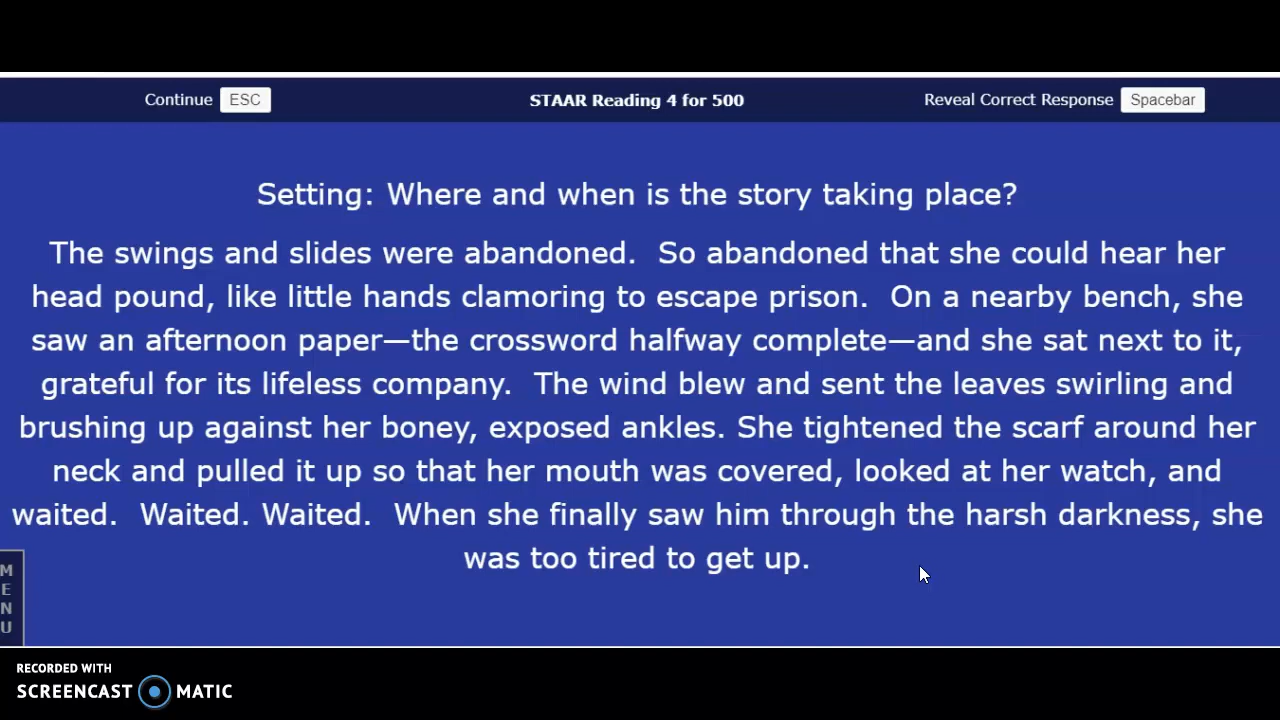 Continue ESC STAAR Reading 4 for 500 Reveal Correct Response Spacebar
Setting: Where and when is the story taking place?
The swings and slides were abandoned.  So abandoned that she could hear her
head pound, like little hands clamoring to escape prison.  On a nearby bench, she
saw an afternoon paper—the crossword halfway complete—and she sat next to it,
grateful for its lifeless company.  The wind blew and sent the leaves swirling and
brushing up against her boney, exposed ankles. She tightened the scarf around her
neck and pulled it up so that her mouth was covered, looked at her watch, and
waited.  Waited. Waited.  When she finally saw him through the harsh darkness, she
was too tired to get up.
MENU
RECORDED WITH
SCREENCAST MATIC